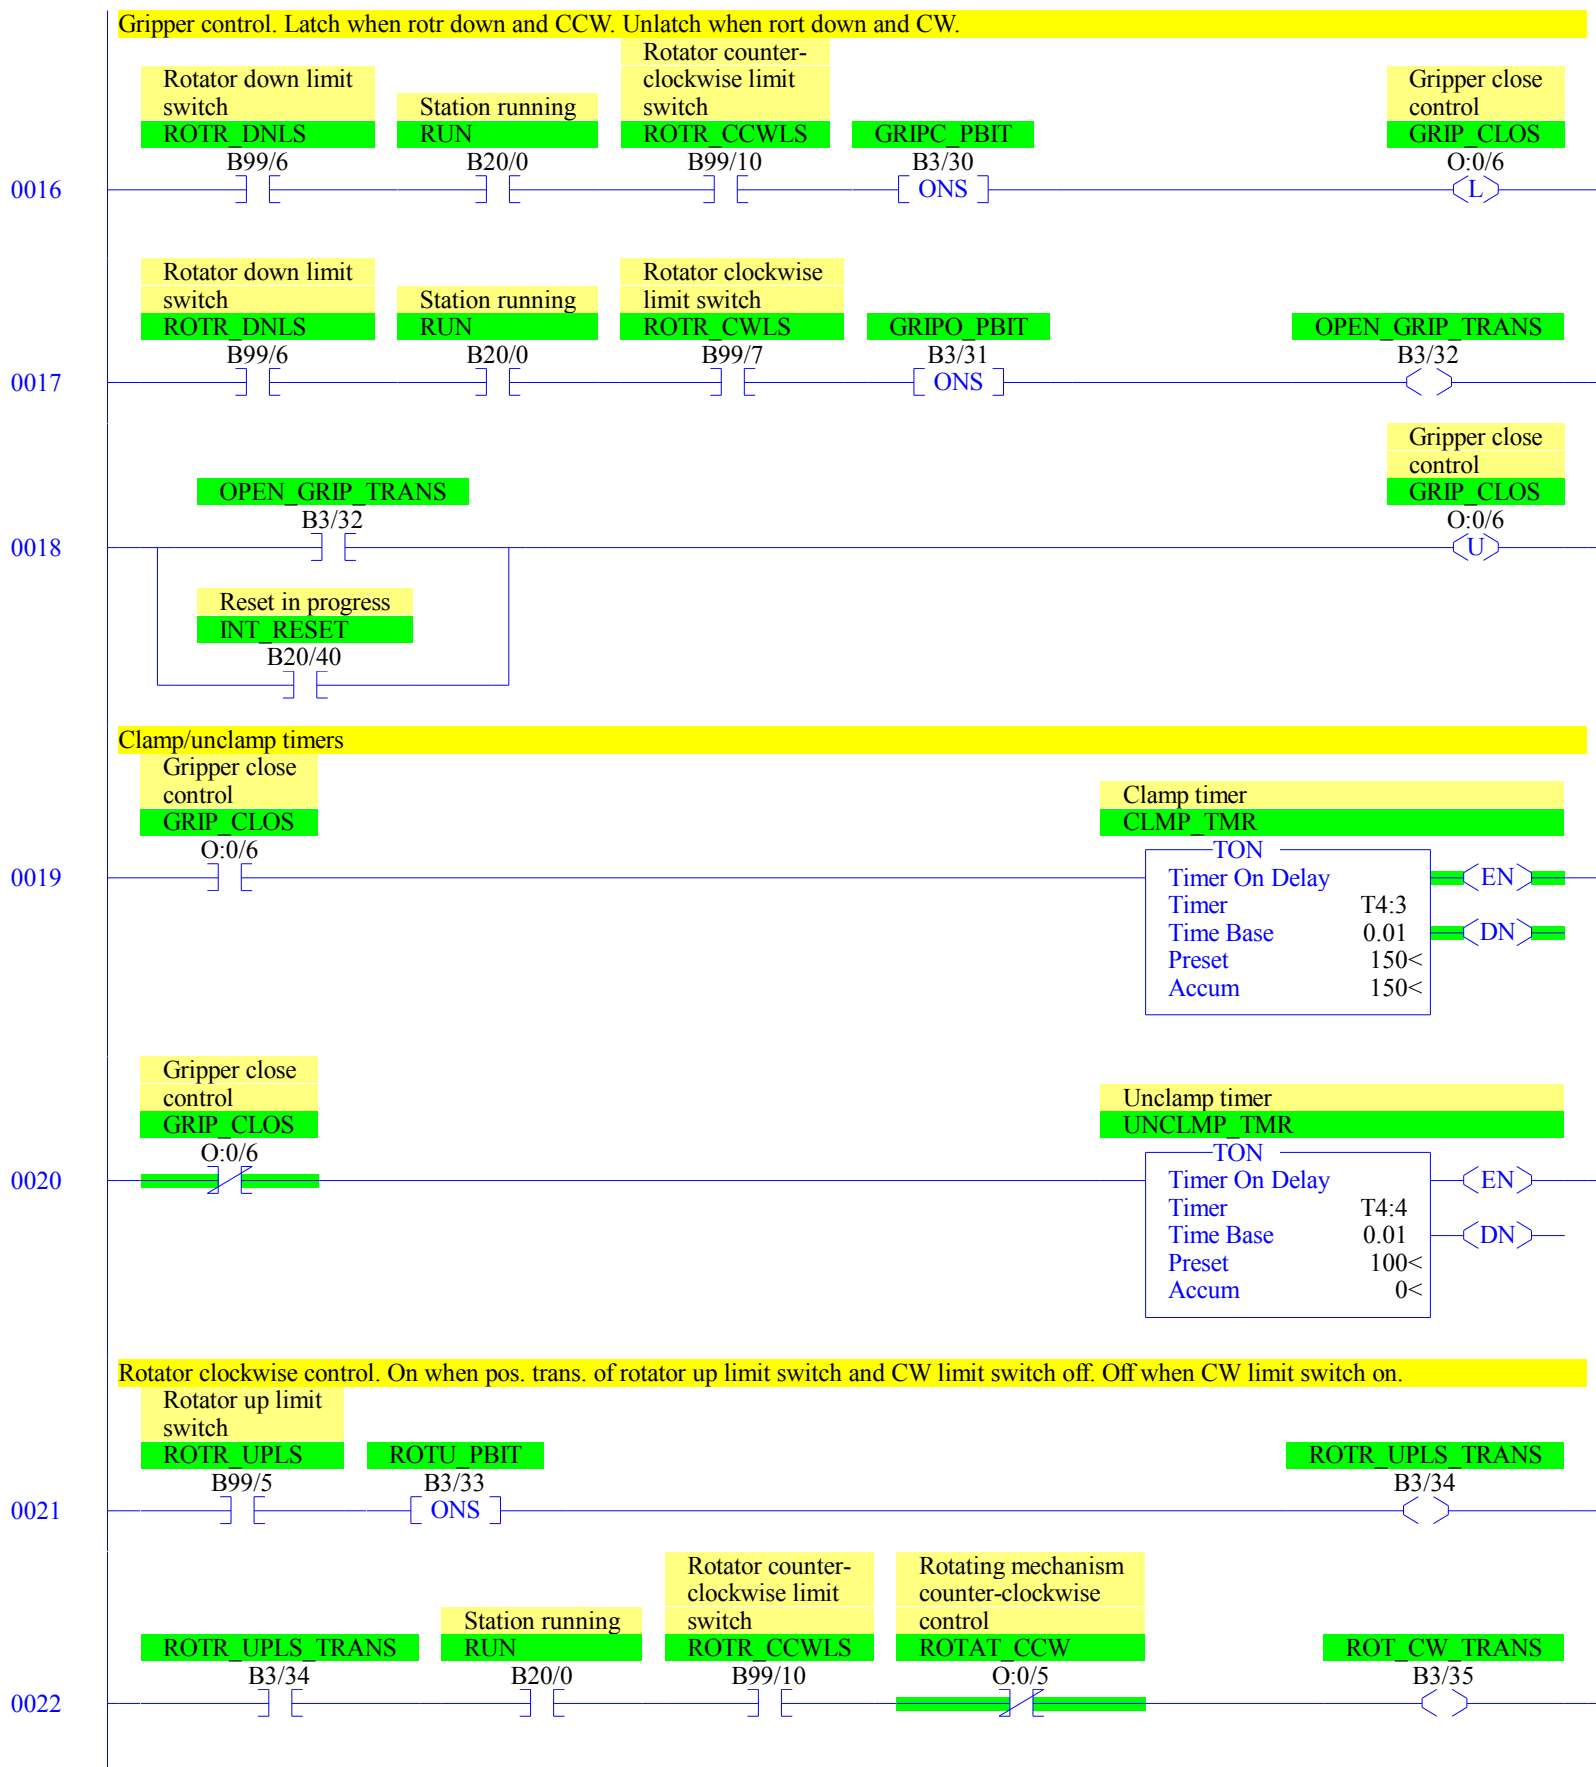 Gripper control. Latch when rotr down and CCW. Unlatch when rort down and CW.
Rotator down limit
switch
ROTR_DNLS
B99/6
Station running
RUN
B20/0
Rotator counter-
clockwise limit
switch
ROTR_CCWLS
B99/10
GRIPC_PBIT
B3/30
ONS
Gripper close
control
GRIP_CLOS
O:0/6
L
0016
Rotator down limit
switch
ROTR_DNLS
B99/6
Station running
RUN
B20/0
Rotator clockwise
limit switch
ROTR_CWLS
B99/7
GRIPO_PBIT
B3/31
ONS
OPEN_GRIP_TRANS
B3/32
0017
OPEN_GRIP_TRANS
B3/32
Gripper close
control
GRIP_CLOS
O:0/6
U
0018
Reset in progress
INT_RESET
B20/40
Clamp/unclamp timers
Gripper close
control
GRIP_CLOS
O:0/6
0019
Clamp timer
CLMP_TMR
TON
Timer On Delay
Timer T4:3
Time Base 0.01
Preset 150<
Accum 150<
EN
DN
Gripper close
control
GRIP_CLOS
O:0/6
0020
Unclamp timer
UNCLMP_TMR
TON
Timer On Delay
Timer T4:4
Time Base 0.01
Preset 100<
Accum 0<
EN
DN
Rotator clockwise control. On when pos. trans. of rotator up limit switch and CW limit switch off. Off when CW limit switch on.
Rotator up limit
switch
ROTR_UPLS
B99/5
ROTU_PBIT
B3/33
ONS
ROTR_UPLS_TRANS
B3/34
0021
ROTR_UPLS_TRANS
B3/34
Station running
RUN
B20/0
Rotator counter-
clockwise limit
switch
ROTR_CCWLS
B99/10
Rotating mechanism
counter-clockwise
control
ROTAT_CCW
O:0/5
ROT_CW_TRANS
B3/35
0022